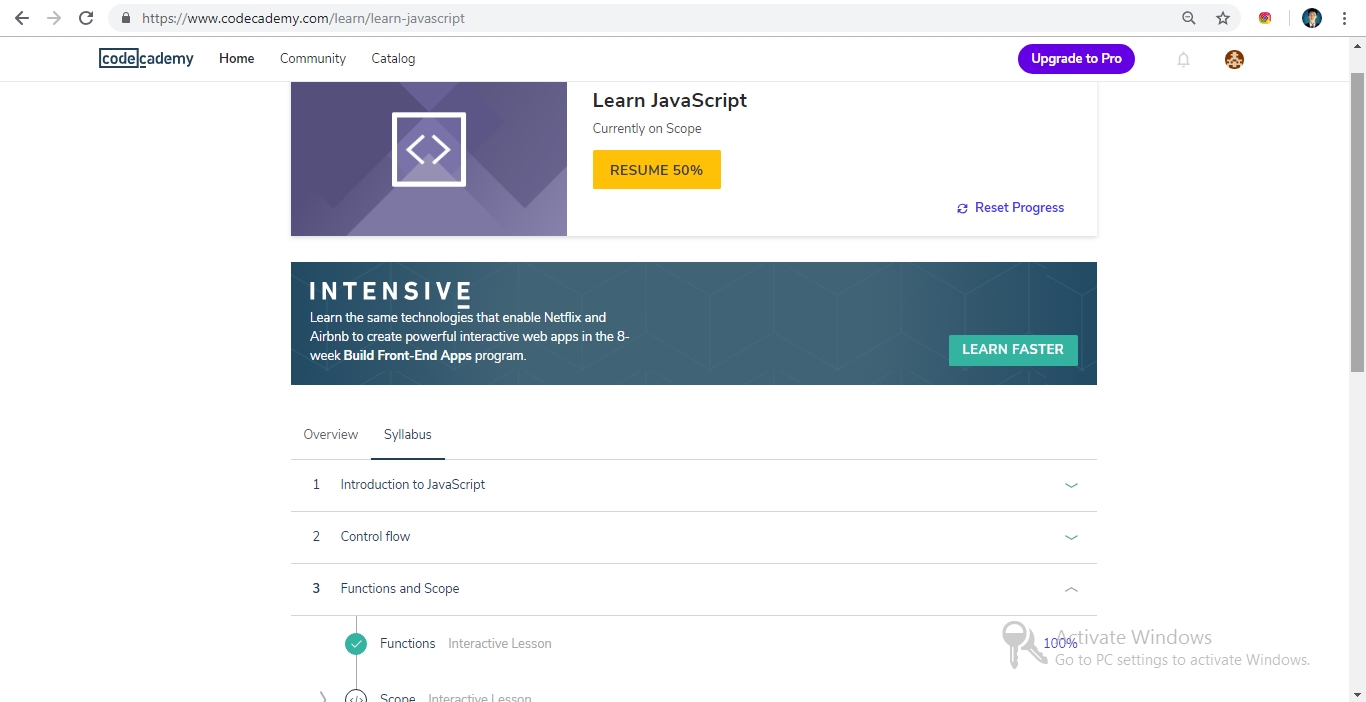 https://www.codecademy.com/learn/learn-javascript
codecademy Home Community Catalog Upgrade to Pro
Learn JavaScript
Currently on Scope
RESUME 50%
Reset Progress
INTENSIVE
Learn the same technologies that enable Netflix and
Airbnb to create powerful interactive web apps in the 8-
week Build Front-End Apps program.
LEARN FASTER
Overview Syllabus
1 Introduction to JavaScript
2 Control flow
3 Functions and Scope
Functions Interactive Lesson 100%
Activate Windows
Go to PC settings to activate Windows.
Scope Interactive Lesson